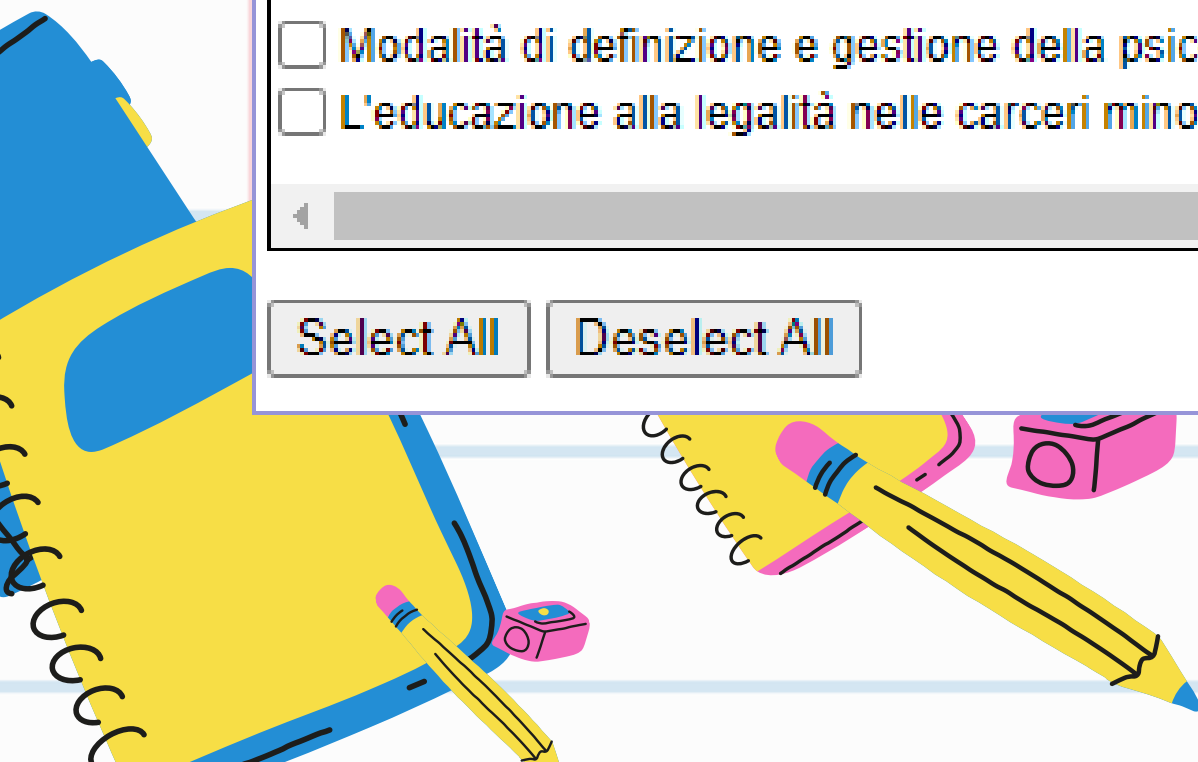 Modalità di definizione e gestione della psic
L'educazione alla legalità nelle carceri mino
Select All
Deselect All